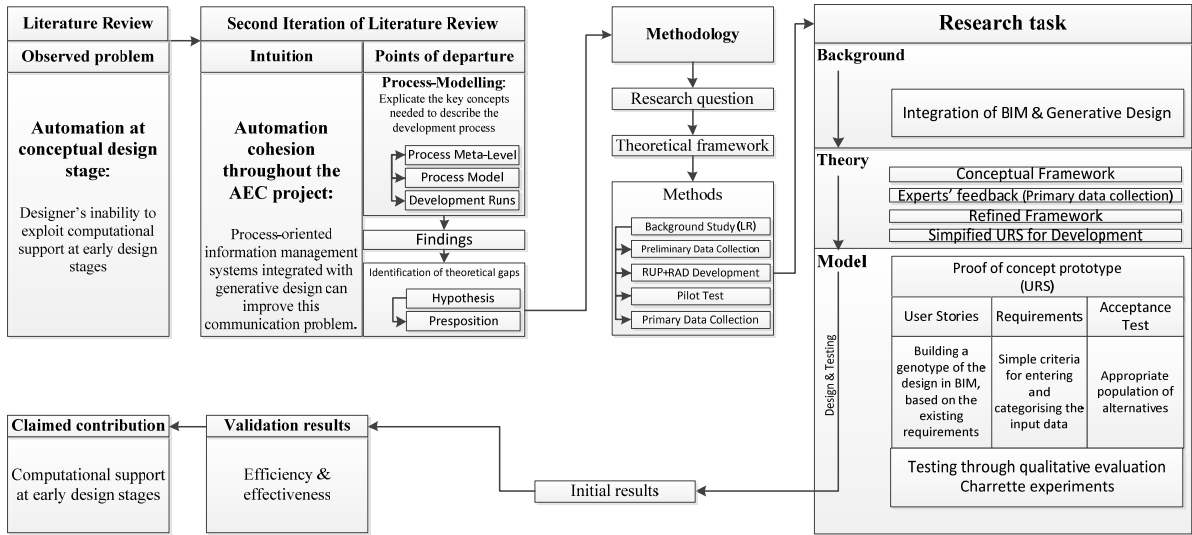 Literature Review
Observed problem
Automation at
conceptual design
stage:
Designer's inability to
exploit computational
support at early design
stages
Second Iteration of Literature Review
Intuition
Automation
cohesion
throughout the
AEC project:
Process-oriented
information management
systems integrated with
generative design can
improve this
communication problem.
Points of departure
Process-Modelling:
Explicate the key concepts
needed to describe the
development process
Process Meta-Level
Process Model
Development Runs
Findings
Identification of theoretical gaps
Hypothesis
Presposition
Methodology
Research question
Theoretical framework
Methods
Background Study (LR)
Preliminary Data Collection
RUP+RAD Development
Pilot Test
Primary Data Collection
Research task
Background
Integration of BIM & Generative Design
Theory
Conceptual Framework
Experts' feedback (Primary data collection)
Refined Framework
Simpified URS for Development
Model
Design & Testing
Proof of concept prototype
(URS)
User Stories
Requirements
Acceptance
Test
Building a
genotype of the
design in BIM,
based on the
existing
requirements
Simple criteria
for entering
and
categorising the
input data
Appropriate
population of
alternatives
Testing through qualitative evaluation
Charrette experiments
Initial results
Validation results
Efficiency &
effectiveness
Claimed contribution
Computational support
at early design stages